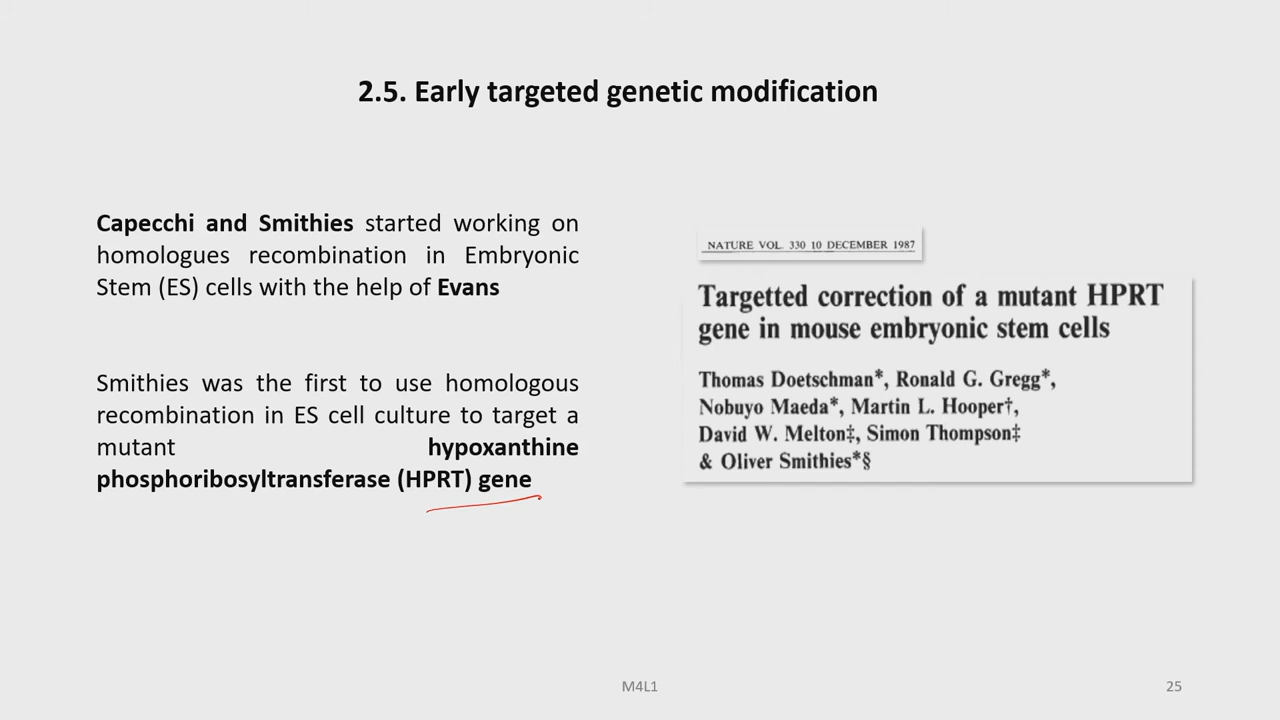 2.5. Early targeted genetic modification
Capecchi and Smithies started working on
homologues recombination in Embryonic
Stem (ES) cells with the help of Evans
Smithies was the first to use homologous
recombination in ES cell culture to target a
mutant hypoxanthine
phosphoribosyltransferase (HPRT) gene
NATURE VOL. 330 10 DECEMBER 1987
Targetted correction of a mutant HPRT
gene in mouse embryonic stem cells
Thomas Doetschman*, Ronald G. Gregg*,
Nobuyo Maeda*, Martin L. Hooper†,
David W. Melton‡, Simon Thompson‡
& Oliver Smithies*§
M4L1
25